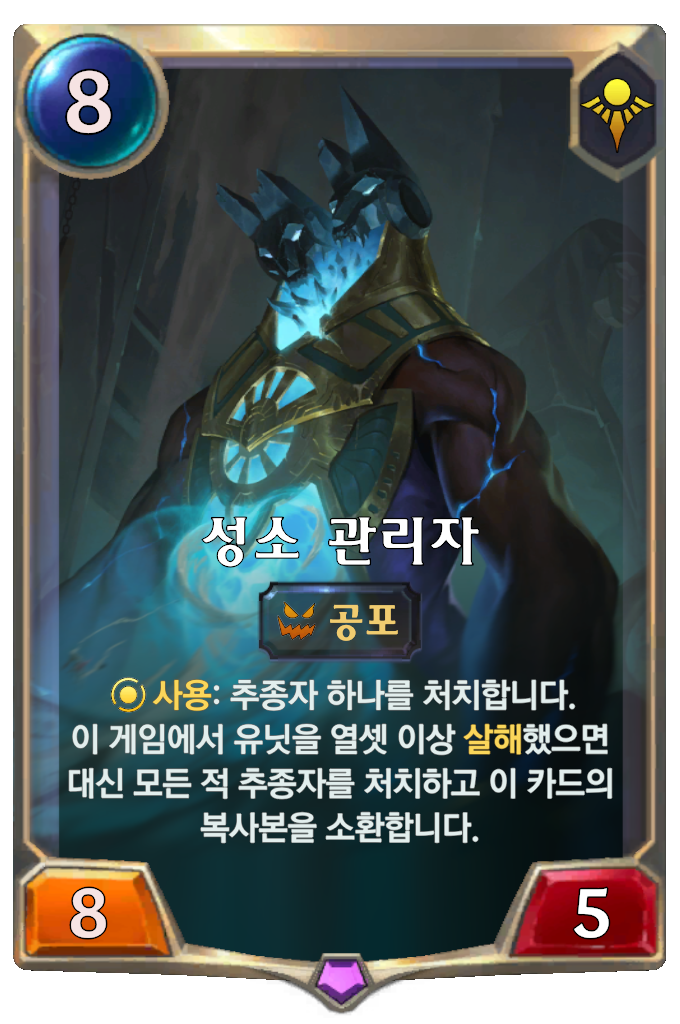 8
성소 관리자
공포
사용: 추종자 하나를 처치합니다.
이 게임에서 유닛을 열셋 이상 살해했으면
대신 모든 적 추종자를 처치하고 이 카드의
복사본을 소환합니다.
8
5